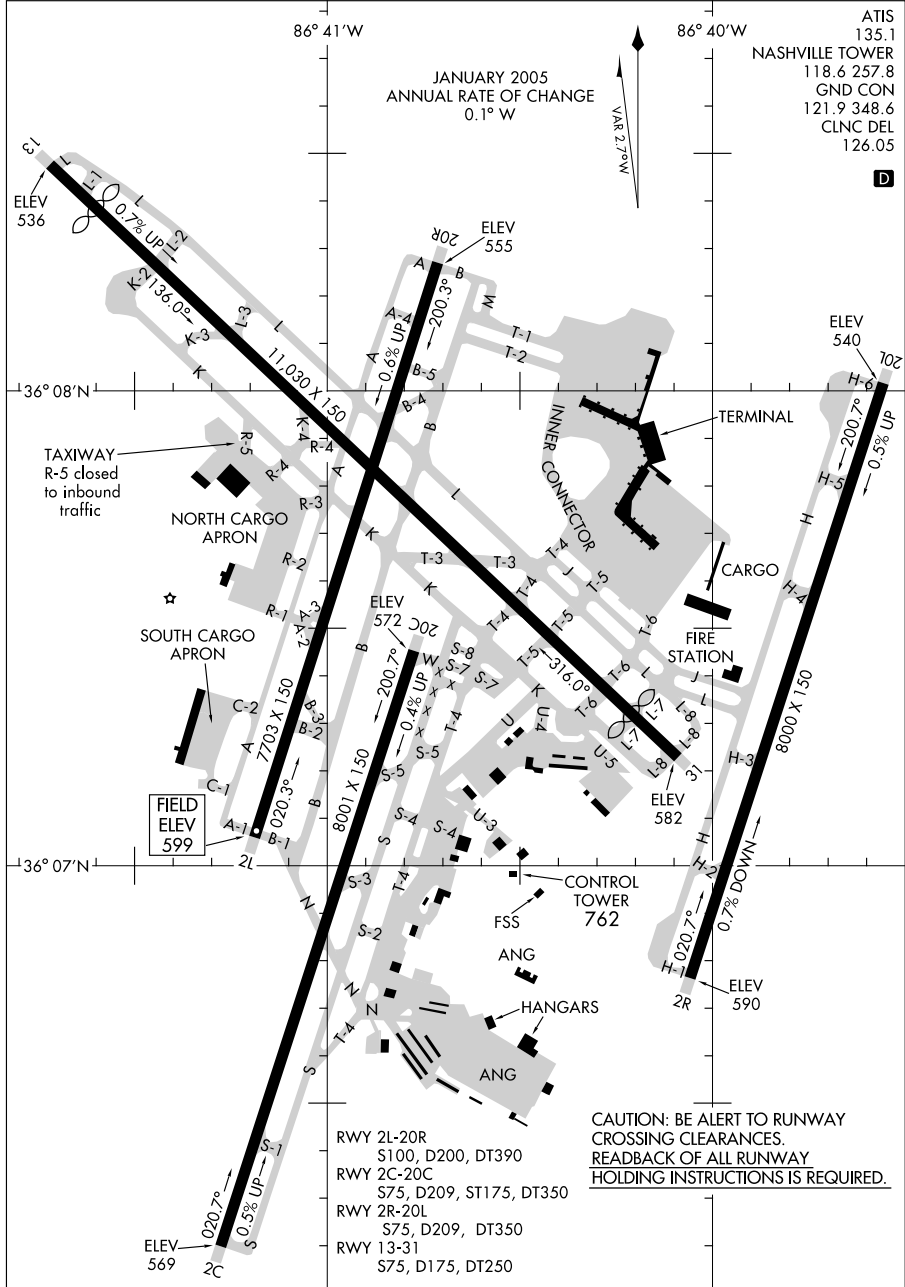 86° 41'W
86° 40'W
ATIS
135.1
NASHVILLE TOWER
118.6 257.8
GND CON
121.9 348.6
CLNC DEL
126.05
D
JANUARY 2005
ANNUAL RATE OF CHANGE
0.1° W
VAR 2.7°W
13
L
L-1
L
ELEV
536
0.7% UP
L-2
K-2
136.0°
L-3
L
K-3
K
11,030 X 150
20R
ELEV
555
A
B
200.3°
W
A-4
0.6% UP
A
T-1
T-2
B-5
B-4
B
ELEV
540
20L
H-6
200.7°
0.5% UP
36° 08'N
TERMINAL
INNER CONNECTOR
K-4
R-4
R-5
R-4
A
TAXIWAY
R-5 closed
to inbound
traffic
R-3
NORTH CARGO
APRON
L
K
H-5
H
R-2
T-3
T-3
T-4
J
T-5
T-4
K
CARGO
H-4
R-1
A-3
A-2
ELEV
572
20C
T-4
T-5
T-6
FIRE
STATION
SOUTH CARGO
APRON
B
W
200.7°
S-8
S-7
S-7
T-5
316.0°
T-6
L
J
L
x x x x x x
0.4% UP
K
T-6
L-7
L-8
C-2
B-3
B-2
T-4
U
U-4
L-7
L-8
A
7703 X 150
S-5
S-5
U-5
L-8
31
H-3
8000 X 150
C-1
020.3°
B
8001 X 150
ELEV
582
FIELD
ELEV
599
A-1
B-1
2L
S-4
S-4
U-3
S
H
36° 07'N
S-3
T-4
CONTROL
TOWER
762
H-2
0.7% DOWN
FSS
N
S-2
020.7°
ANG
H-1
ELEV
590
2R
N
N
HANGARS
T-4
S
ANG
S-1
020.7°
0.5% UP
S
ELEV
569
2C
RWY 2L-20R
S100, D200, DT390
RWY 2C-20C
S75, D209, ST175, DT350
RWY 2R-20L
S75, D209, DT350
RWY 13-31
S75, D175, DT250
CAUTION: BE ALERT TO RUNWAY
CROSSING CLEARANCES.
READBACK OF ALL RUNWAY
HOLDING INSTRUCTIONS IS REQUIRED.